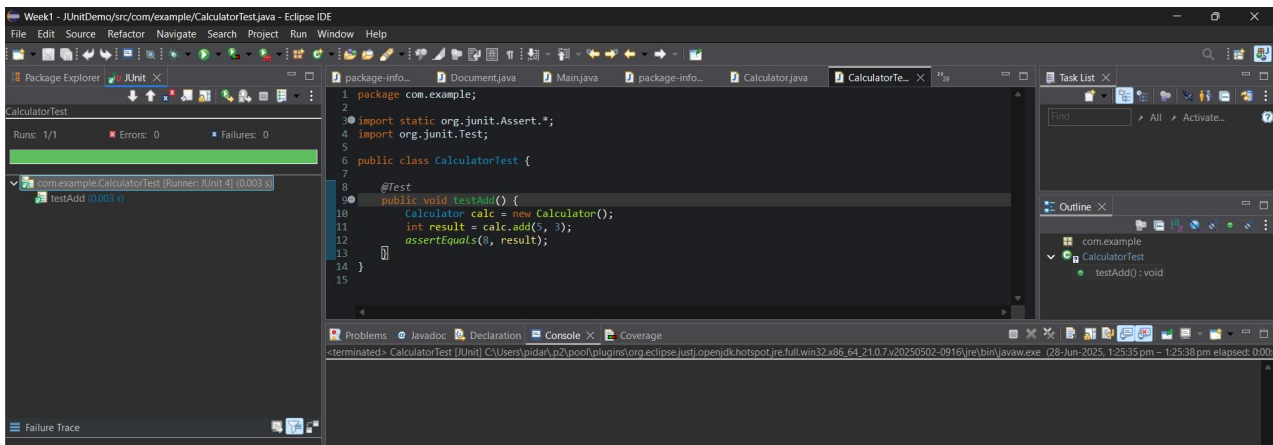 Week1 - JUnitDemo/src/com/example/CalculatorTest.java - Eclipse IDE
File Edit Source Refactor Navigate Search Project Run Window Help
Package Explorer JUnit
CalculatorTest
Runs: 1/1 Errors: 0 Failures: 0
com.example.CalculatorTest [Runner: JUnit 4] (0.003 s)
testAdd (0.003 s)
Failure Trace
package-info... Document.java Main.java package-info... Calculator.java CalculatorTe... 29
1 package com.example;
2
3 import static org.junit.Assert.*;
4 import org.junit.Test;
5
6 public class CalculatorTest {
7
8 @Test
9 public void testAdd() {
10 Calculator calc = new Calculator();
11 int result = calc.add(5, 3);
12 assertEquals(8, result);
13 }
14 }
15
Problems Javadoc Declaration Console Coverage
<terminated> CalculatorTest [JUnit] C:\Users\pidar\.p2\pool\plugins\org.eclipse.justj.openjdk.hotspot.jre.full.win32.x86_64_21.0.7.v20250502-0916\jre\bin\javaw.exe (28-Jun-2025, 1:25:35 pm – 1:25:38 pm elapsed: 0:00:
Task List
Find All Activate...
Outline
com.example
CalculatorTest
testAdd() : void